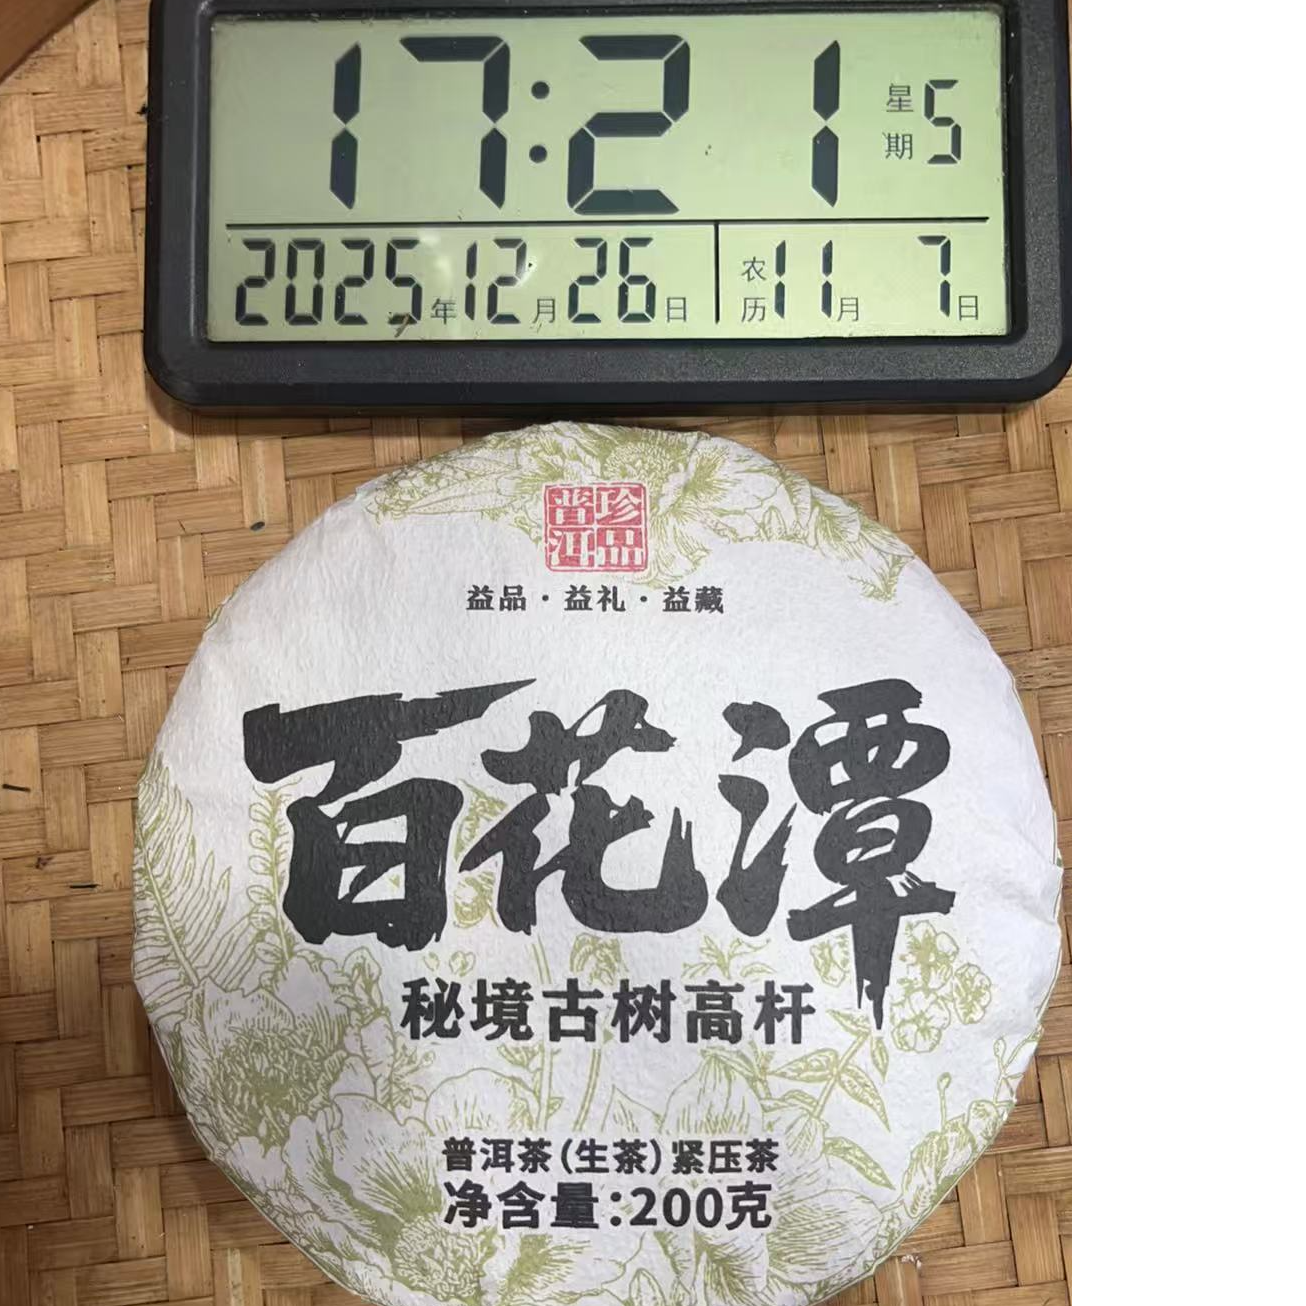 17:21 星期5
2025年12月26日 农历11月7日
普洱珍品
益品·益礼·益藏
百花潭
秘境古树高杆
普洱茶(生茶)紧压茶
净含量:200克